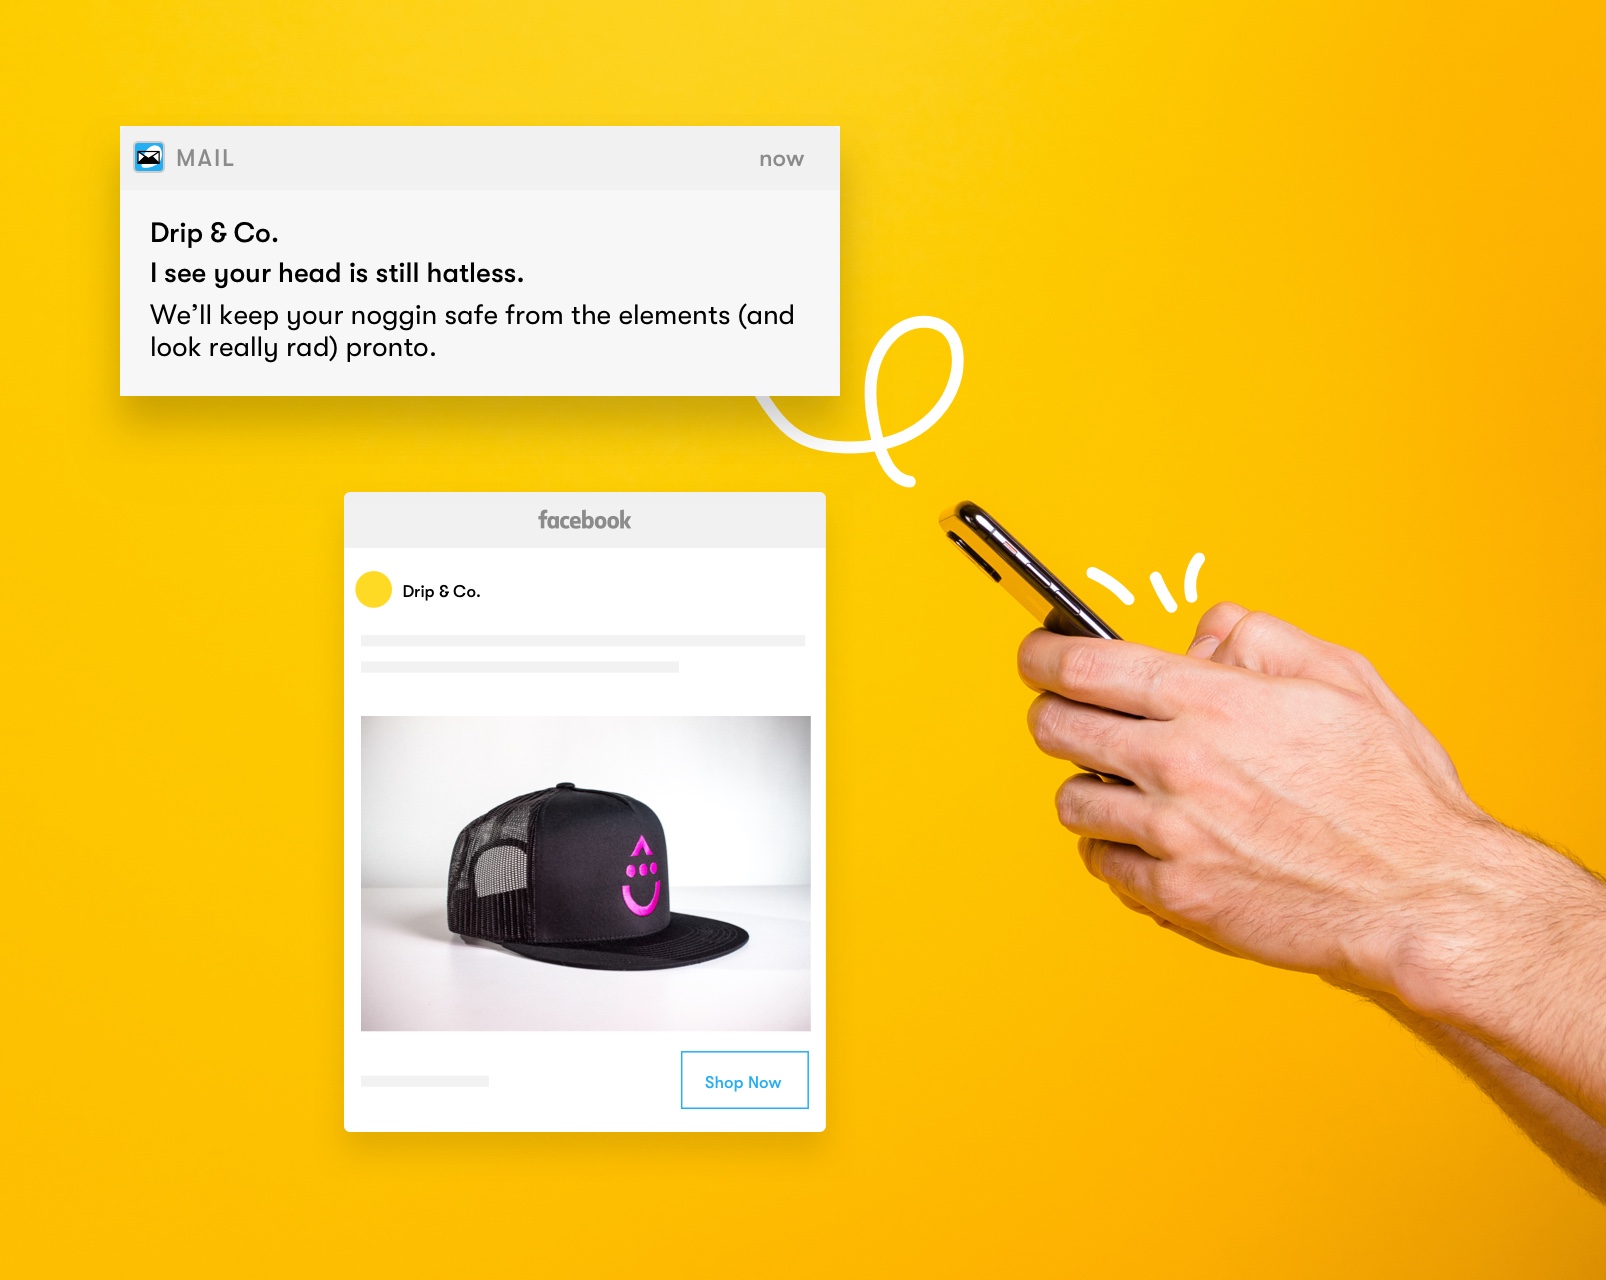 MAIL
now
Drip & Co.
I see your head is still hatless.
We’ll keep your noggin safe from the elements (and
look really rad) pronto.
facebook
Drip & Co.
Shop Now